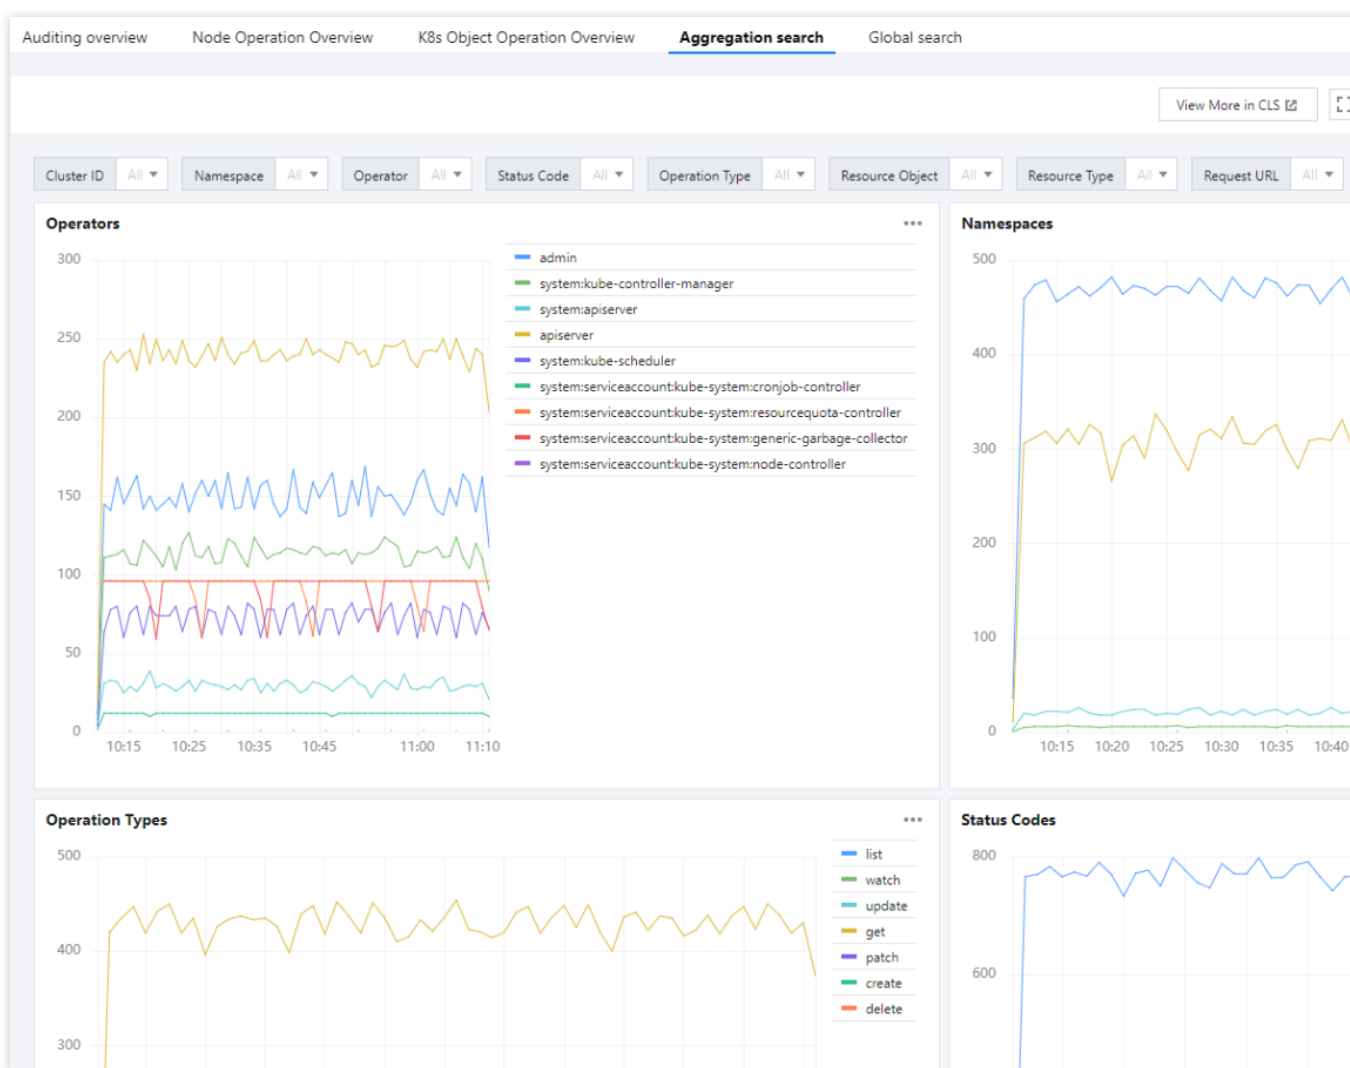 Auditing overview Node Operation Overview K8s Object Operation Overview Aggregation search Global search
View More in CLS
Cluster ID All Namespace All Operator All Status Code All Operation Type All Resource Object All Resource Type All Request URL All
Operators
300
250
200
150
100
50
0
10:15 10:25 10:35 10:45 11:00 11:10
admin
system:kube-controller-manager
system:apiserver
apiserver
system:kube-scheduler
system:serviceaccount:kube-system:cronjob-controller
system:serviceaccount:kube-system:resourcequota-controller
system:serviceaccount:kube-system:generic-garbage-collector
system:serviceaccount:kube-system:node-controller
Namespaces
500
400
300
200
100
0
10:15 10:20 10:25 10:30 10:35 10:40
Operation Types
500
400
300
list
watch
update
get
patch
create
delete
Status Codes
800
600